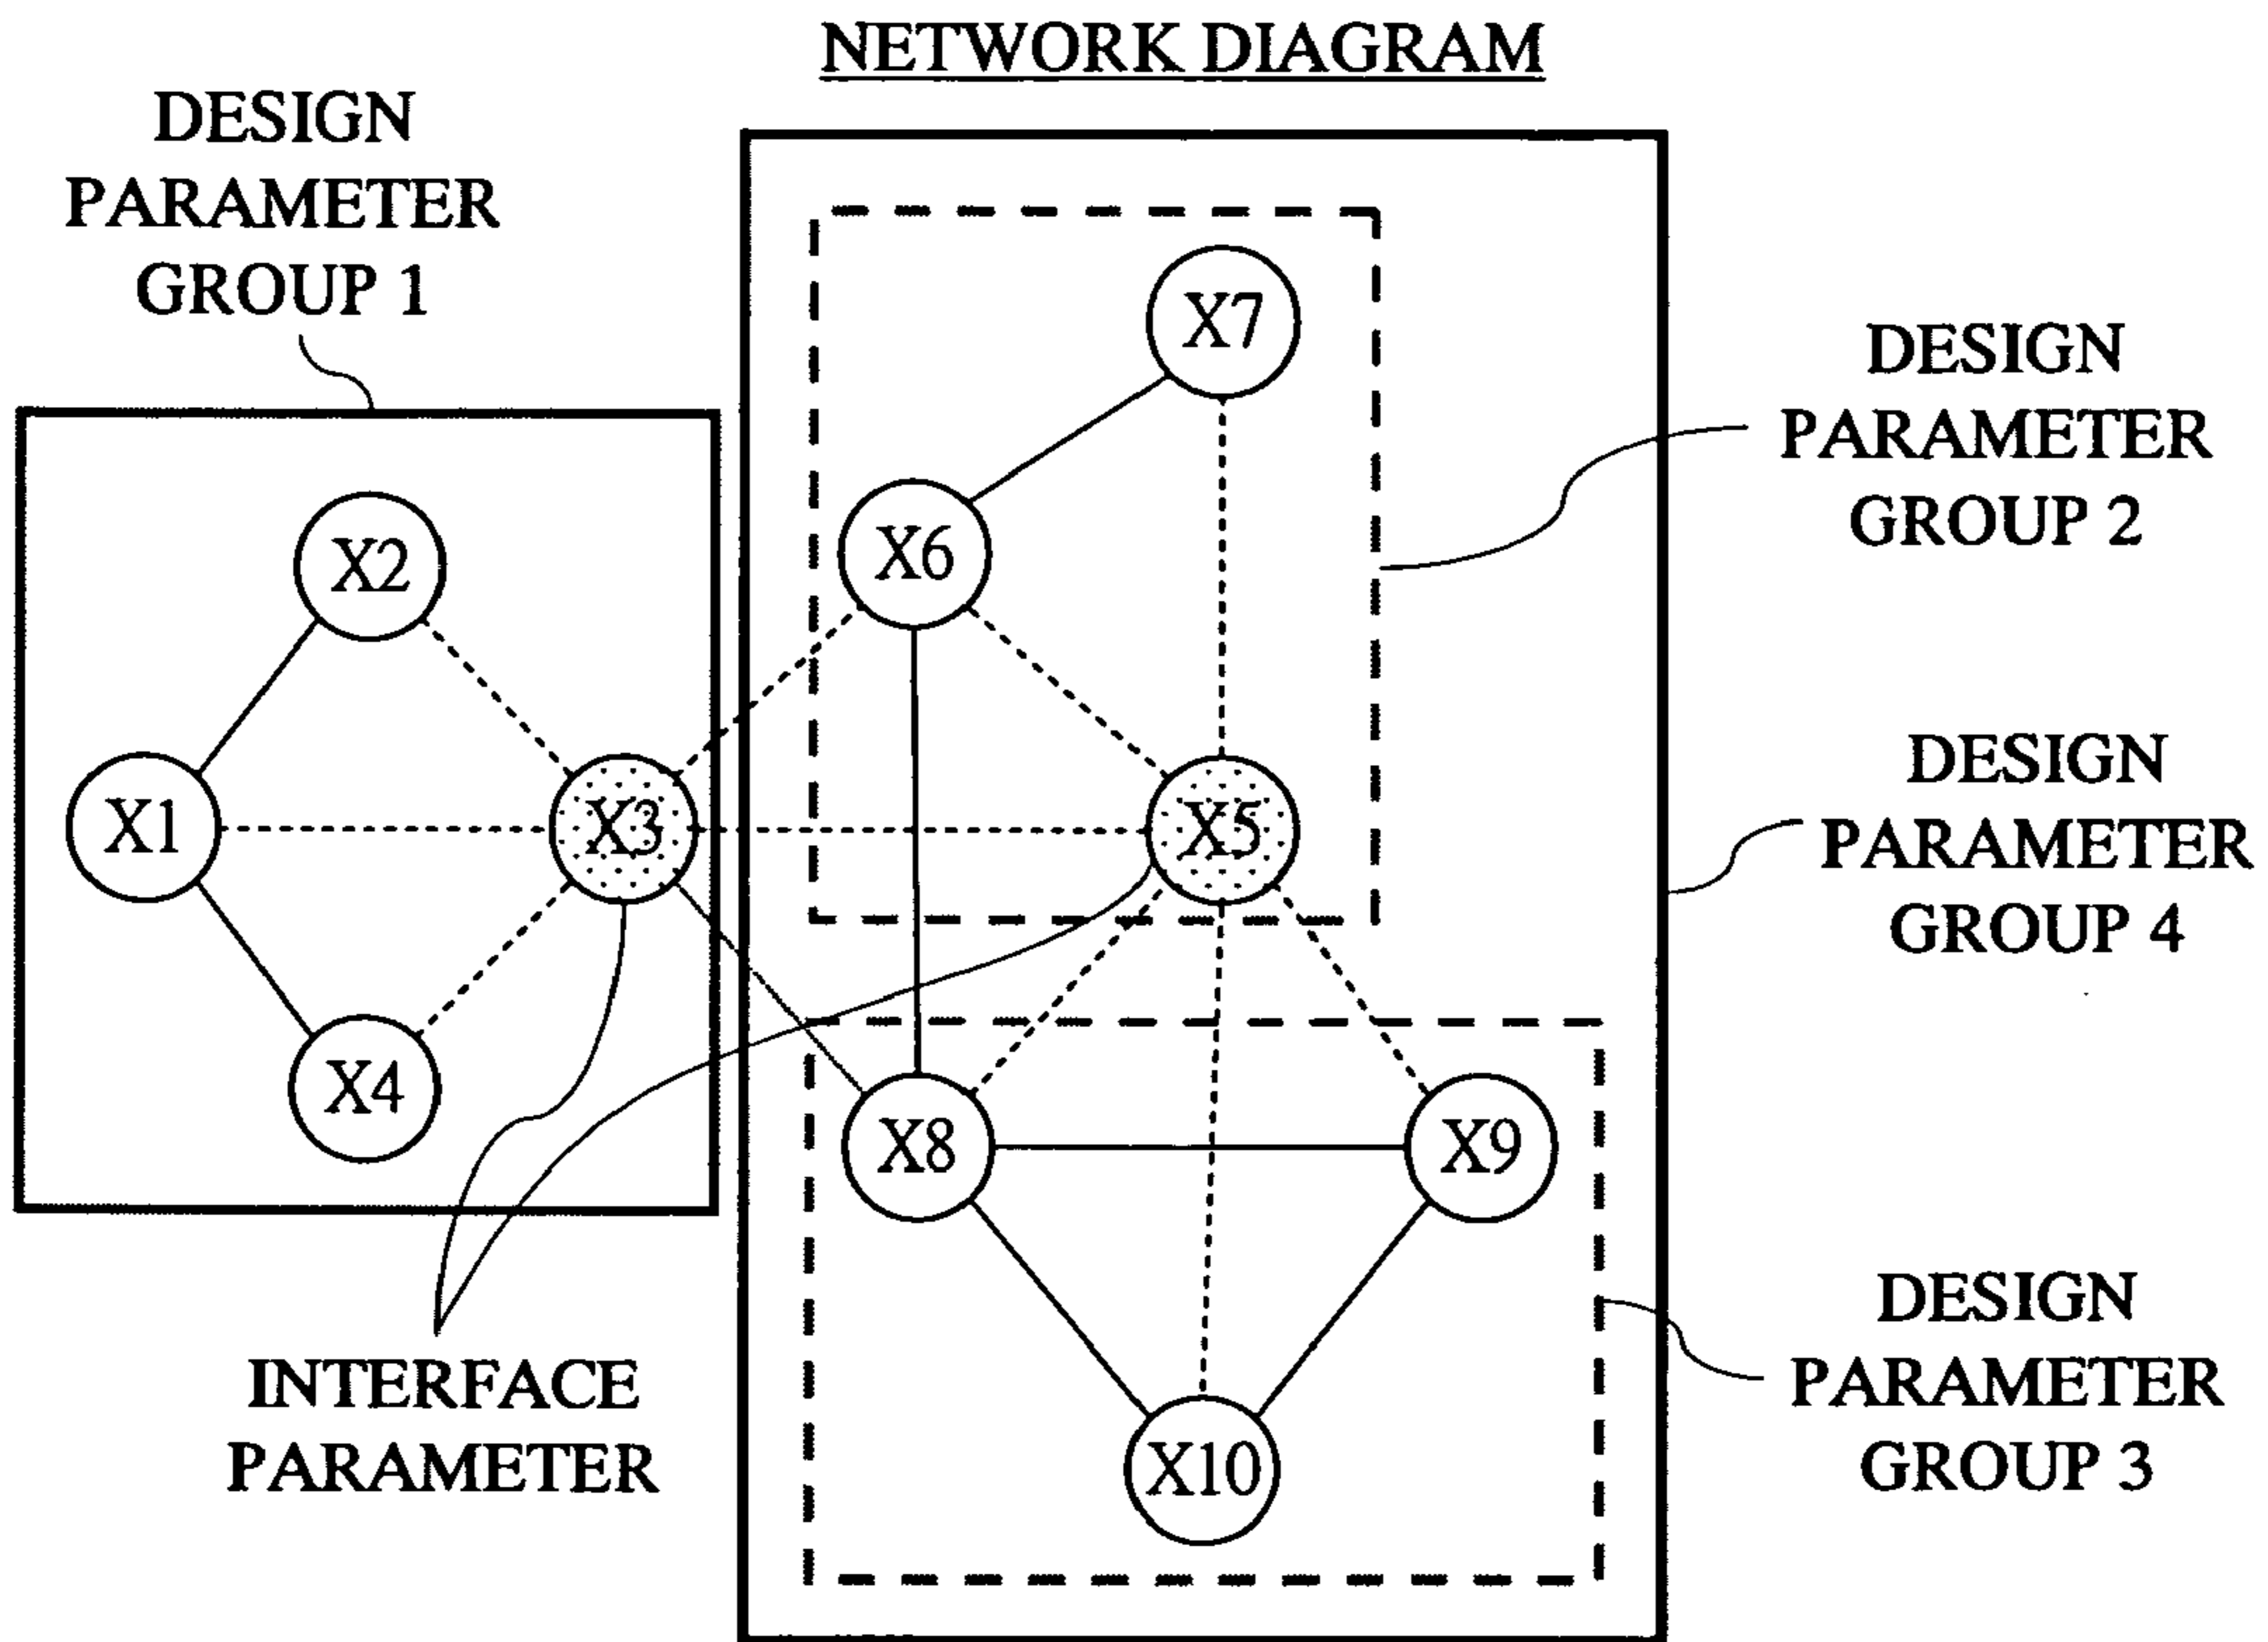 NETWORK DIAGRAM
DESIGN
PARAMETER
GROUP 1
X7
DESIGN
PARAMETER
GROUP 2
X2
X6
X1
X3
X5
DESIGN
PARAMETER
GROUP 4
X4
X8
X9
DESIGN
PARAMETER
GROUP 3
INTERFACE
PARAMETER
X10